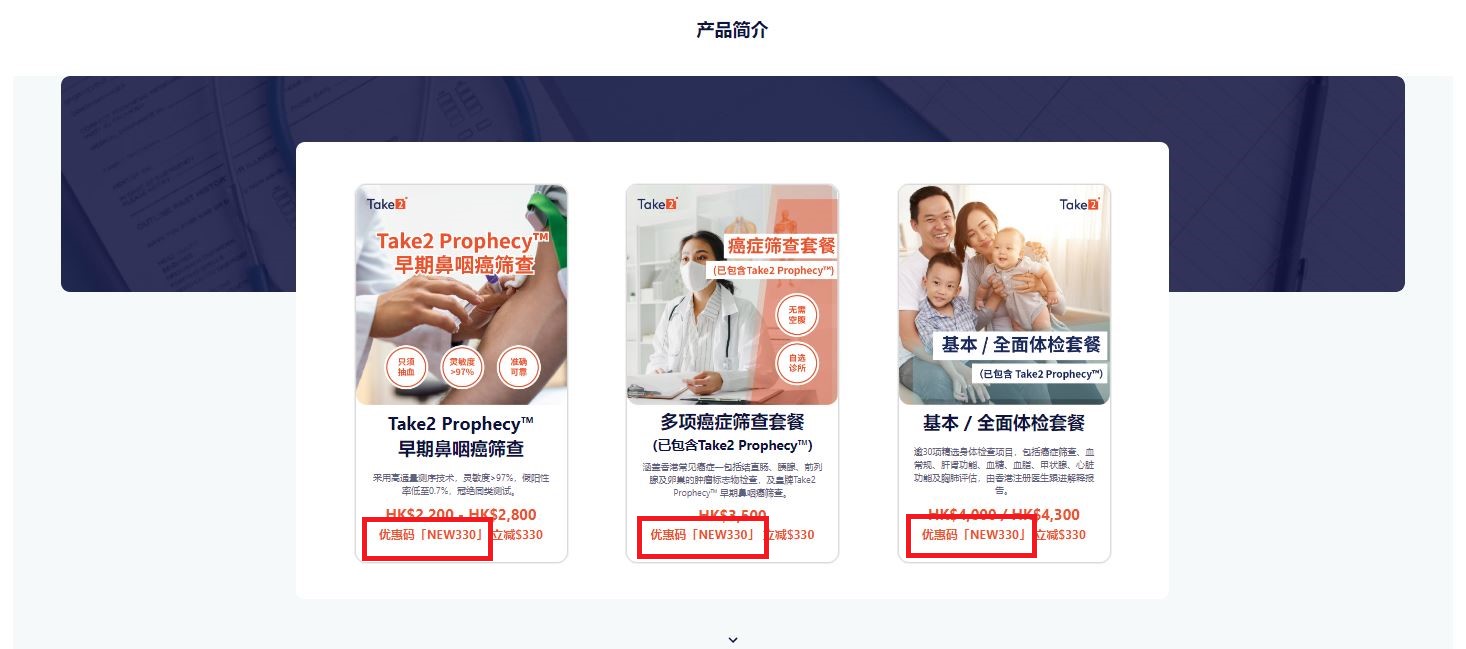 产品简介
Take2
Take2 Prophecy™
早期鼻咽癌筛查
只须
抽血
灵敏度
>97%
准确
可靠
Take2 Prophecy™
早期鼻咽癌筛查
采用高通量测序技术，灵敏度>97%，假阳性
率低至0.7%，冠绝同类测试。
HK$2,200 - HK$2,800
优惠码「NEW330」立减$330
Take2
癌症筛查套餐
(已包含Take2 Prophecy™)
无需
空腹
自选
诊所
多项癌症筛查套餐
(已包含Take2 Prophecy™)
涵盖香港常见癌症—包括结直肠、胰腺、前列
腺及卵巢的肿瘤标志物检查，及皇牌Take2
Prophecy™ 早期鼻咽癌筛查。
HK$3,500
优惠码「NEW330」立减$330
Take2
基本 / 全面体检套餐
(已包含 Take2 Prophecy™)
基本 / 全面体检套餐
逾30项精选身体检查项目，包括癌症筛查、血
常规、肝肾功能、血糖、血脂、甲状腺、心脏
功能及胸肺评估，由香港注册医生跟进解释报
告。
HK$4,000 / HK$4,300
优惠码「NEW330」立减$330